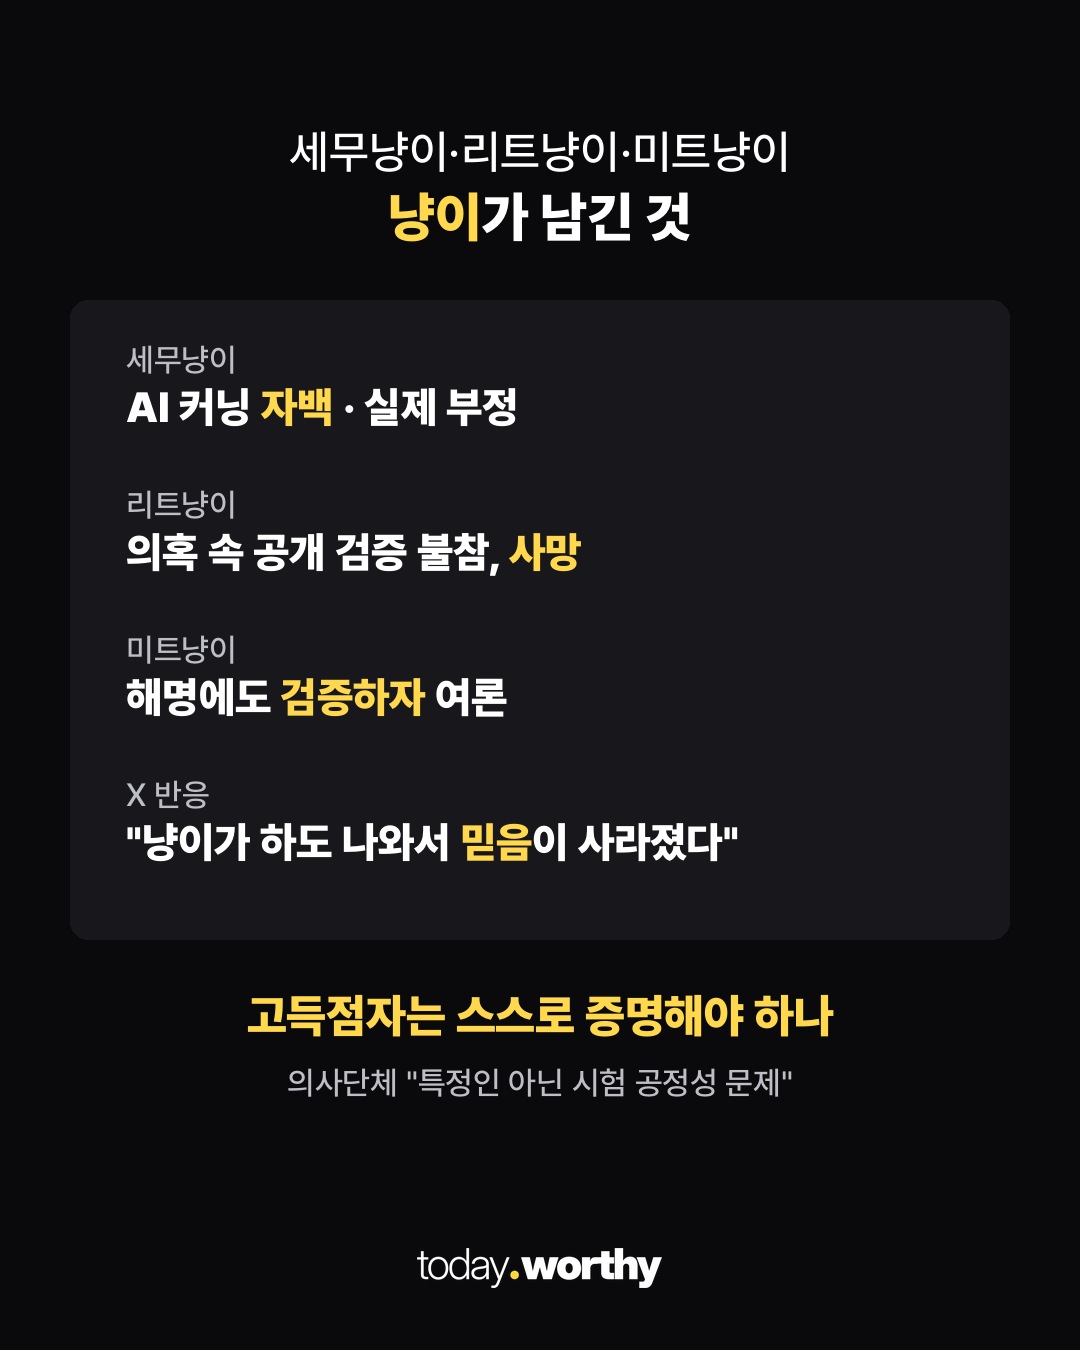 세무냥이·리트냥이·미트냥이
냥이가 남긴 것
세무냥이
AI 커닝 자백 · 실제 부정
리트냥이
의혹 속 공개 검증 불참, 사망
미트냥이
해명에도 검증하자 여론
X 반응
"냥이가 하도 나와서 믿음이 사라졌다"
고득점자는 스스로 증명해야 하나
의사단체 "특정인 아닌 시험 공정성 문제"
today.worthy